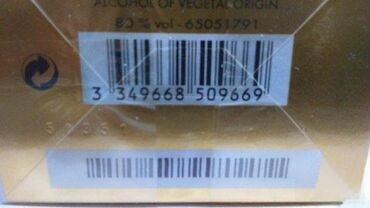 ALCOHOL OF VEGETAL ORIGIN
80 % vol - 65051791
3 349668 509669